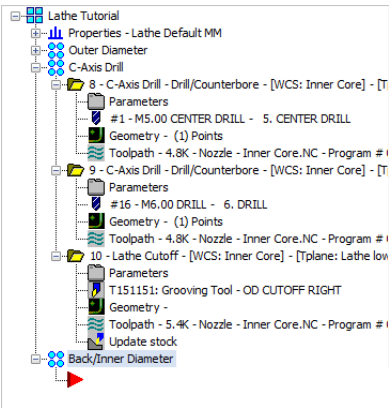 Lathe Tutorial
Properties - Lathe Default MM
Outer Diameter
C-Axis Drill
8 - C-Axis Drill - Drill/Counterbore - [WCS: Inner Core] - [T
Parameters
#1 - M5.00 CENTER DRILL - 5. CENTER DRILL
Geometry - (1) Points
Toolpath - 4.8K - Nozzle - Inner Core.NC - Program #
9 - C-Axis Drill - Drill/Counterbore - [WCS: Inner Core] - [T
Parameters
#16 - M6.00 DRILL - 6. DRILL
Geometry - (1) Points
Toolpath - 4.8K - Nozzle - Inner Core.NC - Program #
10 - Lathe Cutoff - [WCS: Inner Core] - [Tplane: Lathe low
Parameters
T151151: Grooving Tool - OD CUTOFF RIGHT
Geometry -
Toolpath - 5.4K - Nozzle - Inner Core.NC - Program #
Update stock
Back/Inner Diameter